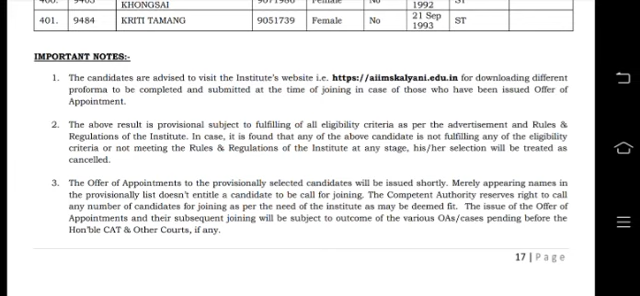 KHONGSAI 1992
401. 9484 KRITI TAMANG 9051739 Female No 21 Sep 1993 ST
IMPORTANT NOTES:-
1. The candidates are advised to visit the Institute's website i.e. https://aiimskalyani.edu.in for downloading different
proforma to be completed and submitted at the time of joining in case of those who have been issued Offer of
Appointment.
2. The above result is provisional subject to fulfilling of all eligibility criteria as per the advertisement and Rules &
Regulations of the Institute. In case, it is found that any of the above candidate is not fulfilling any of the eligibility
criteria or not meeting the Rules & Regulations of the Institute at any stage, his/her selection will be treated as
cancelled.
3. The Offer of Appointments to the provisionally selected candidates will be issued shortly. Merely appearing names in
the provisionally list doesn't entitle a candidate to be call for joining. The Competent Authority reserves right to call
any number of candidates for joining as per the need of the institute as may be deemed fit. The issue of the Offer of
Appointments and their subsequent joining will be subject to outcome of the various OAs/cases pending before the
Hon'ble CAT & Other Courts, if any.
17 | Page